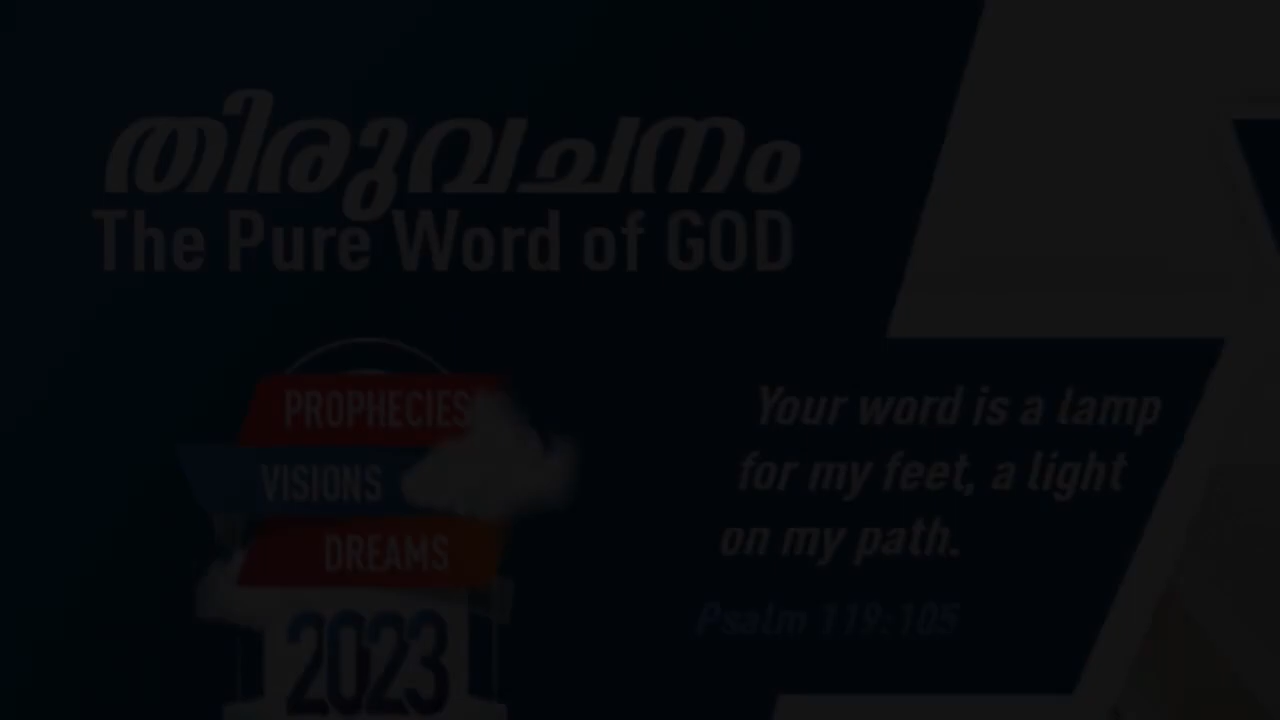 തിരുവചനം
The Pure Word of GOD
PROPHECIES
VISIONS
DREAMS
2023
Your word is a lamp
for my feet, a light
on my path.
Psalm 119:105